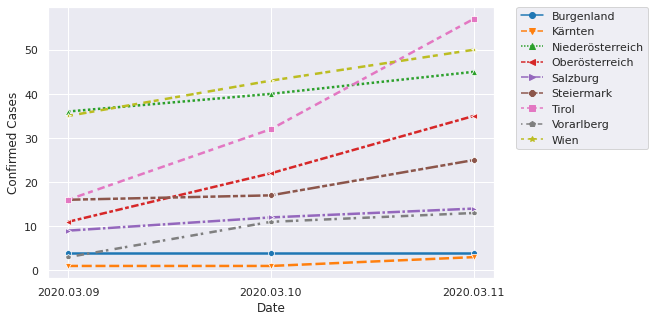 Burgenland
Kärnten
Niederösterreich
Oberösterreich
Salzburg
Steiermark
Tirol
Vorarlberg
Wien
50
40
30
20
10
0
Confirmed Cases
2020.03.09
2020.03.10
2020.03.11
Date